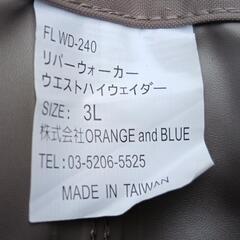 FLWD-240
リバーウォーカー
ウエストハイウェイダー
SIZE: 3L
株式会社ORANGE and BLUE
TEL: 03-5206-5525
MADE IN TAIWAN